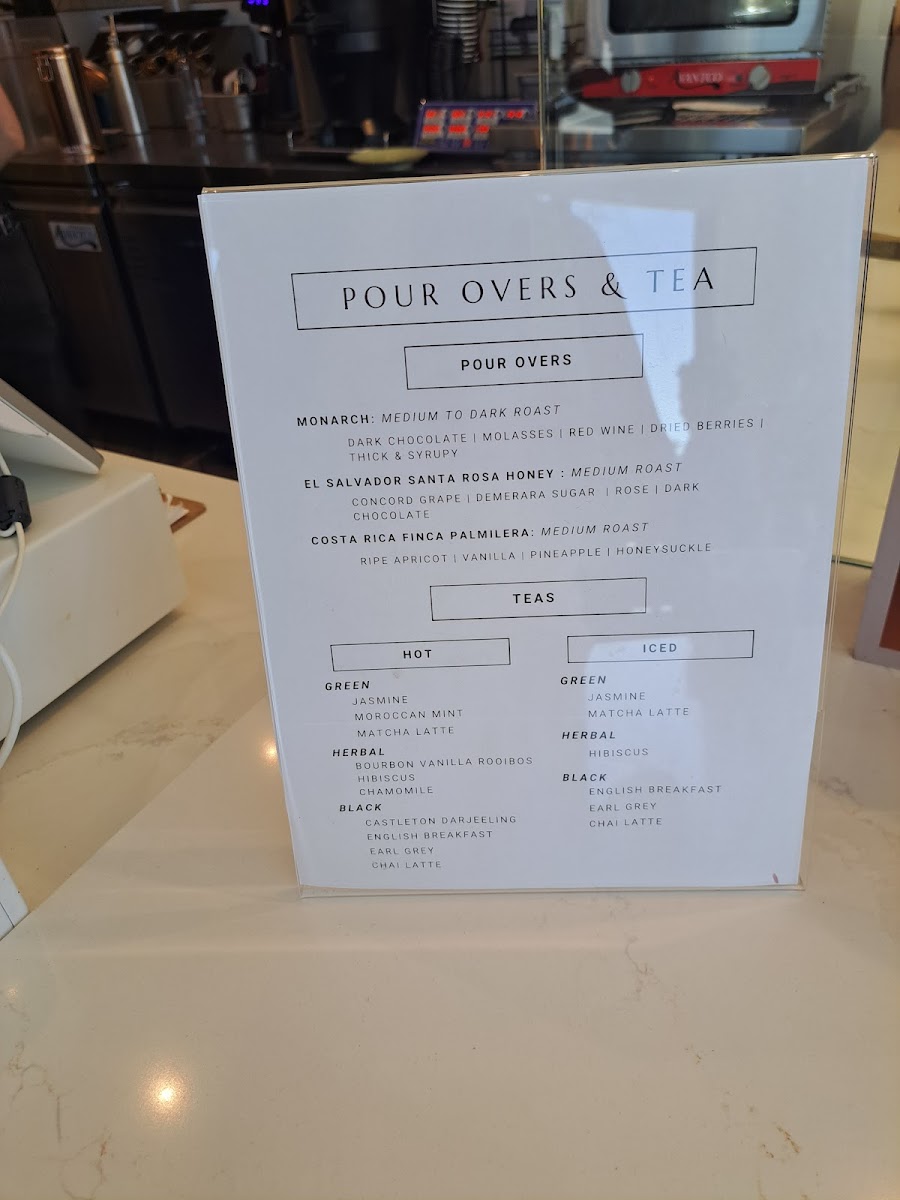 POUR OVERS & TEA
POUR OVERS
MONARCH: MEDIUM TO DARK ROAST
DARK CHOCOLATE | MOLASSES | RED WINE | DRIED BERRIES |
THICK & SYRUPY
EL SALVADOR SANTA ROSA HONEY : MEDIUM ROAST
CONCORD GRAPE | DEMERARA SUGAR | ROSE | DARK
CHOCOLATE
COSTA RICA FINCA PALMILERA: MEDIUM ROAST
RIPE APRICOT | VANILLA | PINEAPPLE | HONEYSUCKLE
TEAS
HOT
GREEN
JASMINE
MOROCCAN MINT
MATCHA LATTE
HERBAL
BOURBON VANILLA ROOIBOS
HIBISCUS
CHAMOMILE
BLACK
CASTLETON DARJEELING
ENGLISH BREAKFAST
EARL GREY
CHAI LATTE
ICED
GREEN
JASMINE
MATCHA LATTE
HERBAL
HIBISCUS
BLACK
ENGLISH BREAKFAST
EARL GREY
CHAI LATTE